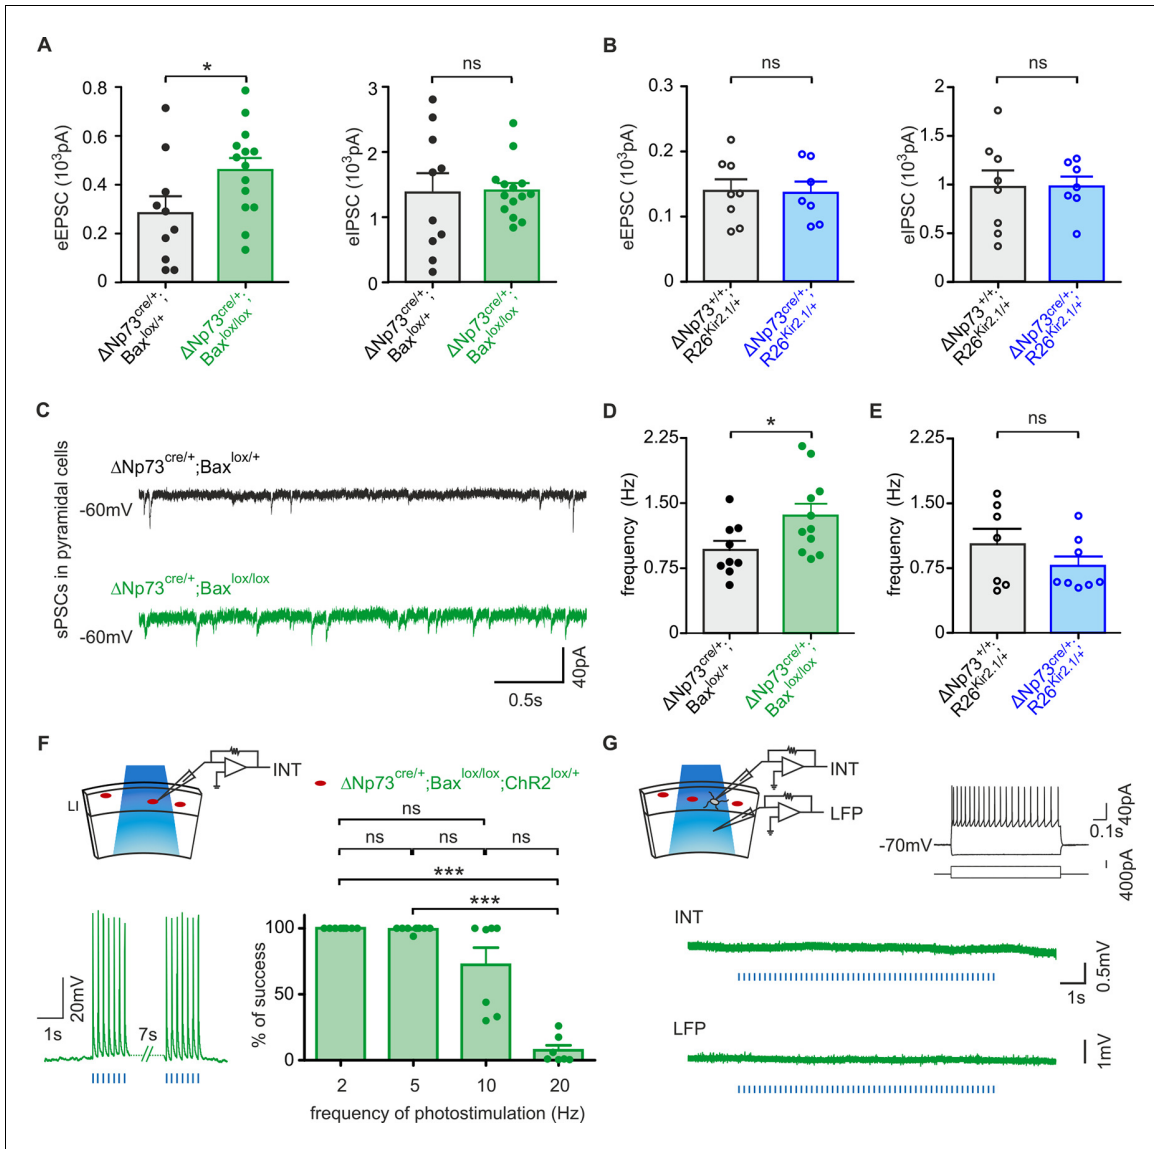 A
B
*
ns
ns
ns
0.8
0.6
0.4
0.2
0
eEPSC (10³pA)
3
2
1
0
eIPSC (10³pA)
0.3
0.2
0.1
0
eEPSC (10³pA)
2
1.5
1
0.5
0
eIPSC (10³pA)
ΔNp73cre/+;
Baxlox/+
ΔNp73cre/+;
Baxlox/lox
ΔNp73cre/+;
Baxlox/+
ΔNp73cre/+;
Baxlox/lox
ΔNp73+/+;
R26Kir2.1/+
ΔNp73cre/+;
R26Kir2.1/+
ΔNp73+/+;
R26Kir2.1/+
ΔNp73cre/+;
R26Kir2.1/+
C
sPSCs in pyramidal cells
ΔNp73cre/+;Baxlox/+
-60mV
ΔNp73cre/+;Baxlox/lox
-60mV
0.5s
40pA
D
*
2.25
1.50
0.75
0
frequency (Hz)
ΔNp73cre/+;
Baxlox/+
ΔNp73cre/+;
Baxlox/lox
E
ns
2.25
1.50
0.75
0
frequency (Hz)
ΔNp73+/+;
R26Kir2.1/+
ΔNp73cre/+;
R26Kir2.1/+
F
LI
INT
ΔNp73cre/+;Baxlox/lox;ChR2lox/+
ns
ns
ns
ns
***
***
20mV
1s
7s
100
50
0
% of success
2
5
10
20
frequency of photostimulation (Hz)
G
INT
LFP
-70mV
40pA
0.1s
400pA
INT
0.5mV
1s
LFP
1mV